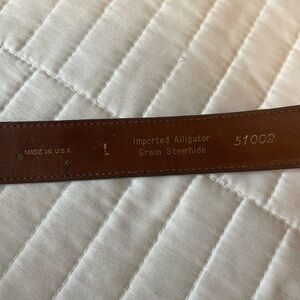 MADE IN U.S.A.
L
Imported Alligator
Grain Steerhide
51002